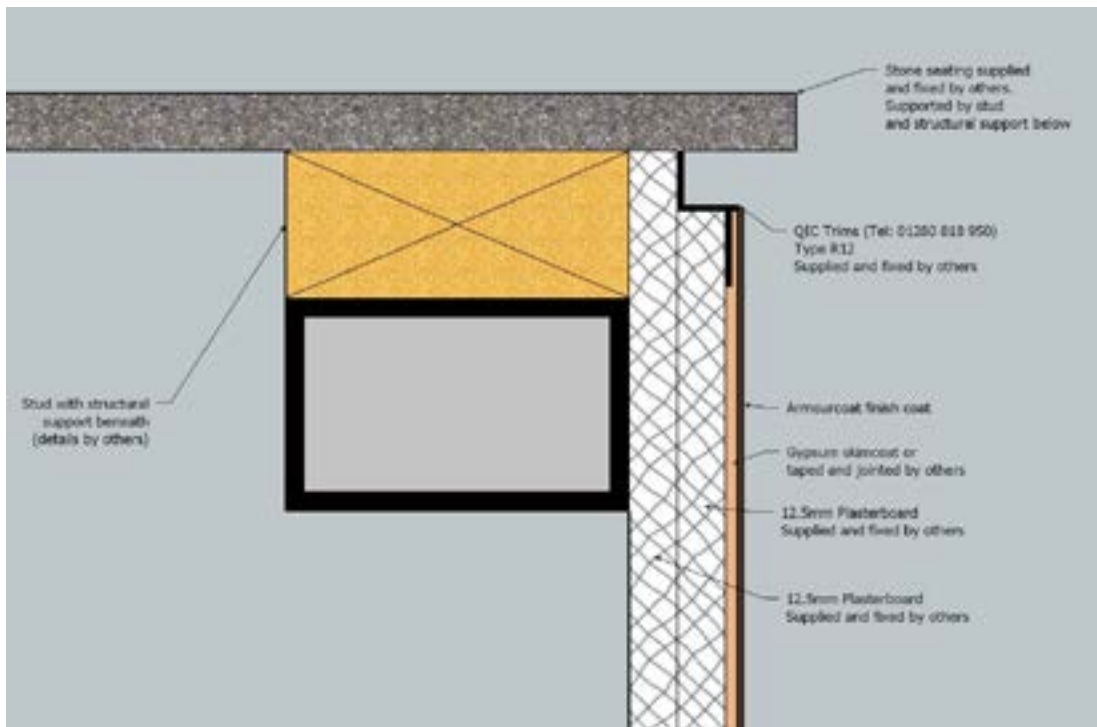 Stone seating supplied
and fixed by others.
Supported by stud
and structural support below
QIC Trims (Tel: 01280 818 950)
Type R12
Supplied and fixed by others
Stud with structural
support beneath
(details by others)
Armourcoat finish coat
Gypsum skimcoat or
taped and jointed by others
12.5mm Plasterboard
Supplied and fixed by others
12.5mm Plasterboard
Supplied and fixed by others